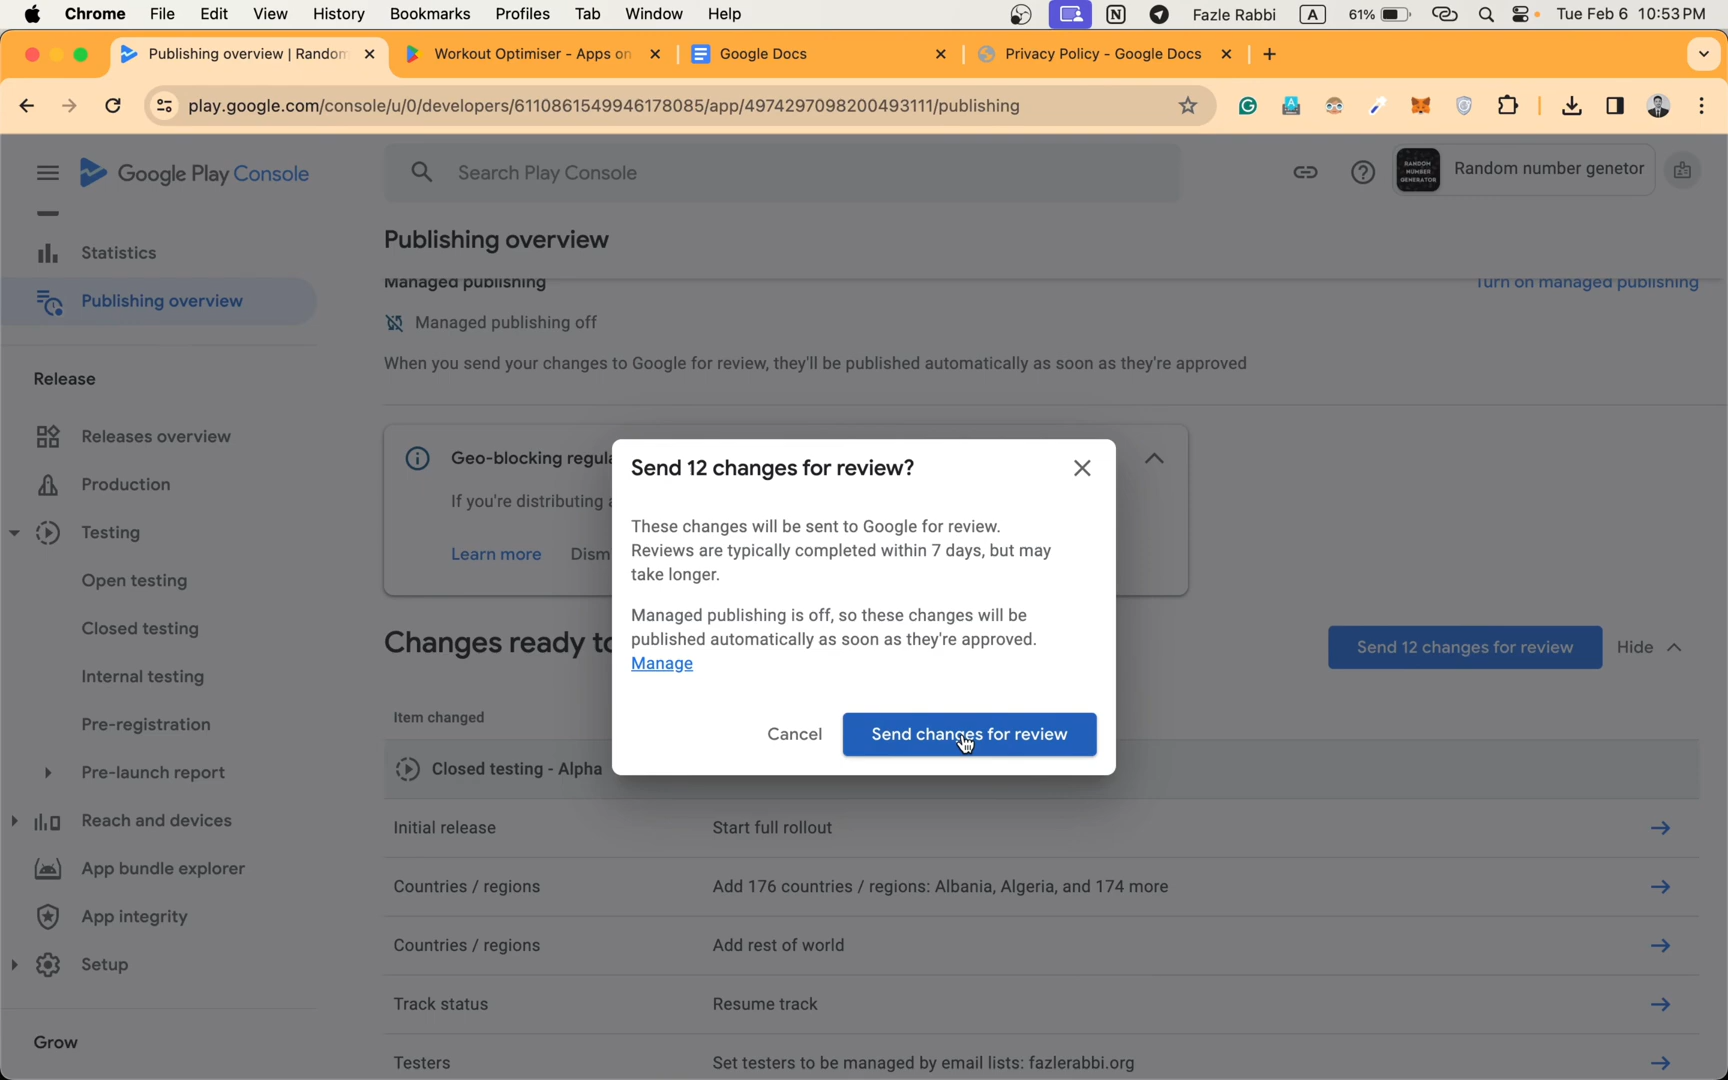 Chrome File Edit View History Bookmarks Profiles Tab Window Help Fazle Rabbi A 61% Tue Feb 6 10:53 PM
Publishing overview | Random Workout Optimiser - Apps on Google Docs Privacy Policy - Google Docs
play.google.com/console/u/0/developers/6110861549946178085/app/4974297098200493111/publishing
Google Play Console
Search Play Console
RANDOM NUMBER GENERATOR
Random number genetor
Statistics
Publishing overview
Release
Releases overview
Production
Testing
Open testing
Closed testing
Internal testing
Pre-registration
Pre-launch report
Reach and devices
App bundle explorer
App integrity
Setup
Grow
Publishing overview
Managed publishing
Turn on managed publishing
Managed publishing off
When you send your changes to Google for review, they'll be published automatically as soon as they're approved
Geo-blocking regula
If you're distributing a
Learn more Dism
Changes ready to
Send 12 changes for review
Hide
Item changed
Closed testing - Alpha
Initial release Start full rollout
Countries / regions Add 176 countries / regions: Albania, Algeria, and 174 more
Countries / regions Add rest of world
Track status Resume track
Testers Set testers to be managed by email lists: fazlerabbi.org
Send 12 changes for review?
These changes will be sent to Google for review.
Reviews are typically completed within 7 days, but may
take longer.
Managed publishing is off, so these changes will be
published automatically as soon as they're approved.
Manage
Cancel
Send changes for review